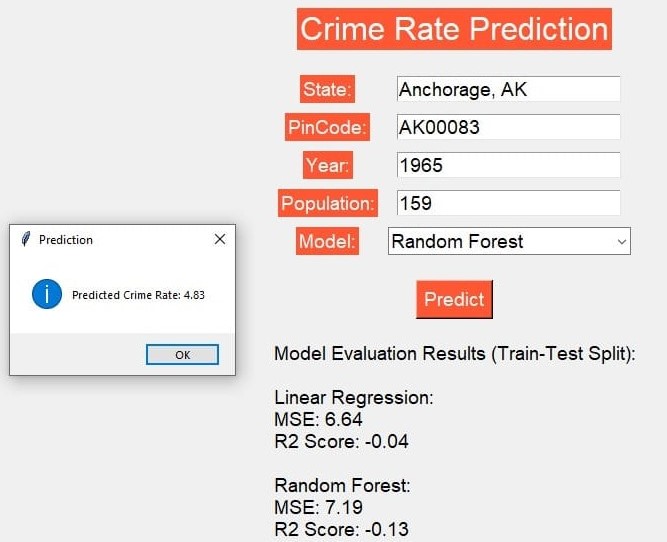 Crime Rate Prediction
State: Anchorage, AK
PinCode: AK00083
Year: 1965
Population: 159
Model: Random Forest
Predict
Prediction
Predicted Crime Rate: 4.83
OK
Model Evaluation Results (Train-Test Split):
Linear Regression:
MSE: 6.64
R2 Score: -0.04
Random Forest:
MSE: 7.19
R2 Score: -0.13